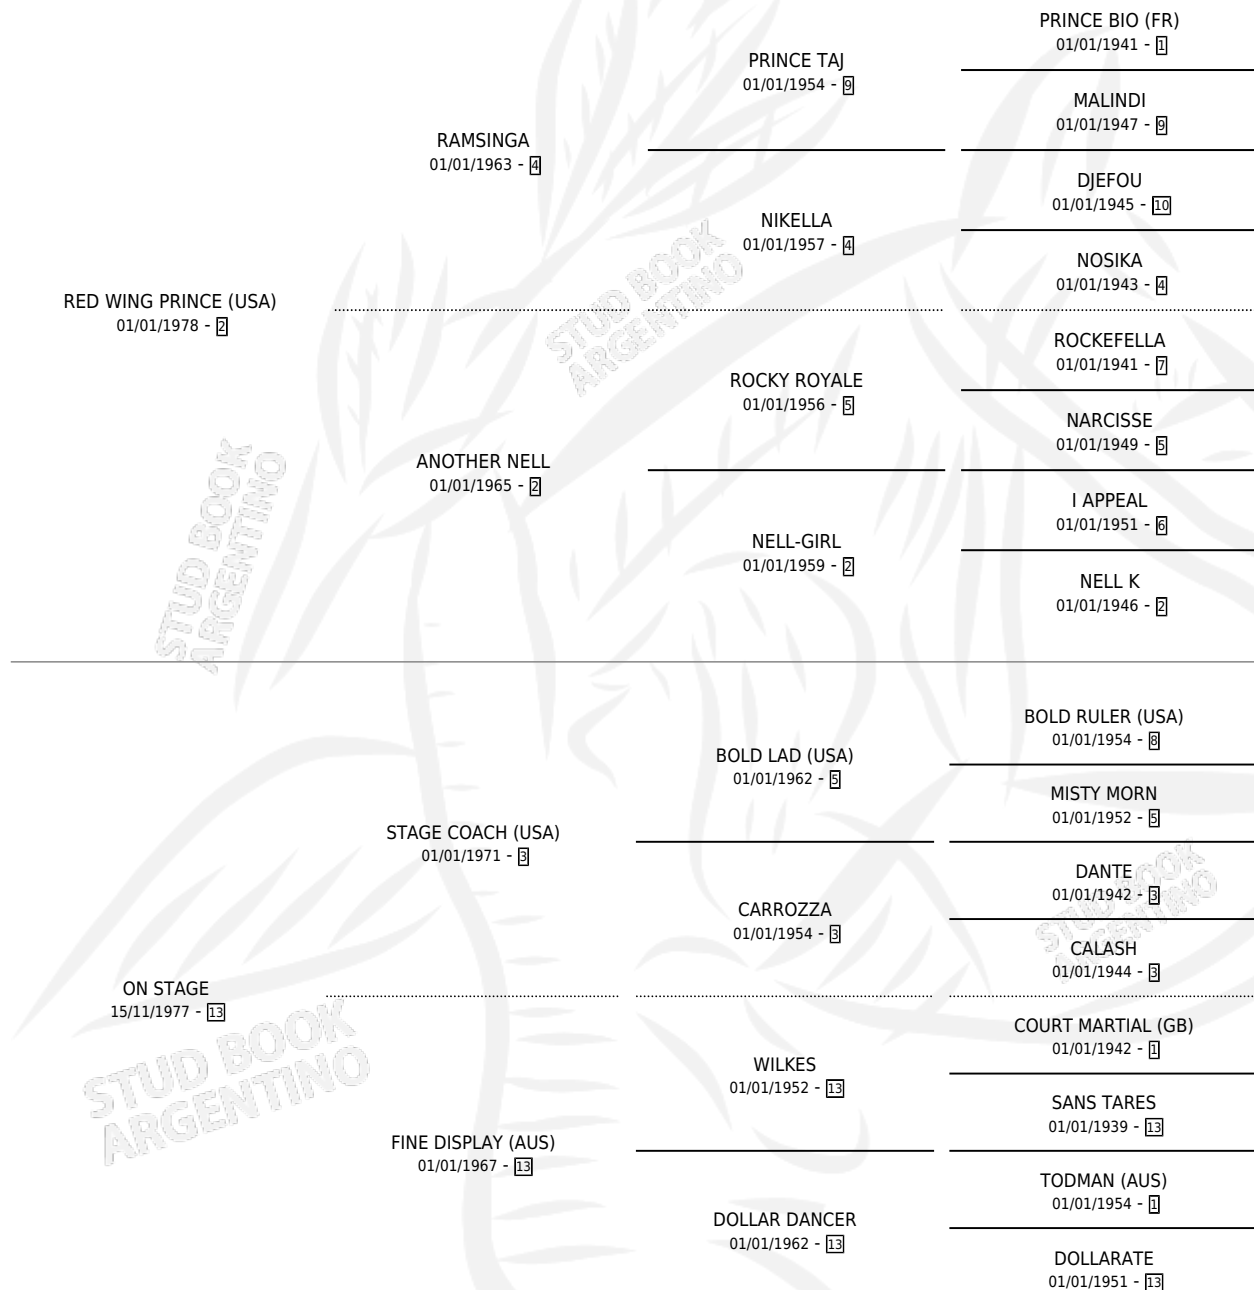 PRINCE BIO (FR)
01/01/1941 - 1
PRINCE TAJ
01/01/1954 - 9
MALINDI
01/01/1947 - 9
RAMSINGA
01/01/1963 - 4
DJEFOU
01/01/1945 - 10
NIKELLA
01/01/1957 - 4
NOSIKA
01/01/1943 - 4
RED WING PRINCE (USA)
01/01/1978 - 2
STUD BOOK
ARGENTINO
ROCKEFELLA
01/01/1941 - 7
ROCKY ROYALE
01/01/1956 - 5
NARCISSE
01/01/1949 - 5
ANOTHER NELL
01/01/1965 - 2
I APPEAL
01/01/1951 - 6
NELL-GIRL
01/01/1959 - 2
NELL K
01/01/1946 - 2
STUD BOOK
ARGENTINO
BOLD RULER (USA)
01/01/1954 - 8
BOLD LAD (USA)
01/01/1962 - 5
MISTY MORN
01/01/1952 - 5
STAGE COACH (USA)
01/01/1971 - 3
DANTE
01/01/1942 - 3
CARROZZA
01/01/1954 - 3
CALASH
01/01/1944 - 3
STUD BOOK
ARGENTINO
ON STAGE
15/11/1977 - 13
STUD BOOK
ARGENTINO
COURT MARTIAL (GB)
01/01/1942 - 1
WILKES
01/01/1952 - 13
SANS TARES
01/01/1939 - 13
FINE DISPLAY (AUS)
01/01/1967 - 13
TODMAN (AUS)
01/01/1954 - 1
DOLLAR DANCER
01/01/1962 - 13
DOLLARATE
01/01/1951 - 13